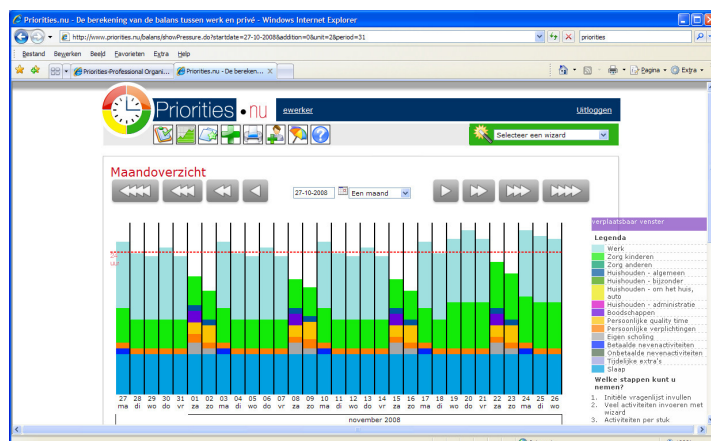 Priorities.nu - De berekening van de balans tussen werk en privé - Windows Internet Explorer
http://www.priorities.nu/balans/showPressure.do?startdate=27-10-2008&addition=0&unit=2&period=31
priorities
Bestand Bewerken Beeld Favorieten Extra Help
Priorities-Professional Organi...
Priorities.nu - De bereken...
Pagina
Extra
Priorities.nu
ewerker
Uitloggen
Selecteer een wizard
Maandoverzicht
27-10-2008
Een maand
verplaatsbaar venster
Legenda
Werk
Zorg kinderen
Zorg anderen
Huishouden - algemeen
Huishouden - bijzonder
Huishouden - om het huis,
auto
Huishouden - administratie
Boodschappen
Persoonlijke quality time
Persoonlijke verplichtingen
Eigen scholing
Betaalde nevenactiviteiten
Onbetaalde nevenactiviteiten
Tijdelijke extra's
Slaap
Welke stappen kunt u
nemen?
1. Initiële vragenlijst invullen
2. Veel activiteiten invoeren met
wizard
3. Activiteiten per stuk
uur
27 28 29 30 31 01 02 03 04 05 06 07 08 09 10 11 12 13 14 15 16 17 18 19 20 21 22 23 24 25 26
ma di wo do vr za zo ma di wo do vr za zo ma di wo do vr za zo ma di wo do vr za zo ma di wo
november 2008